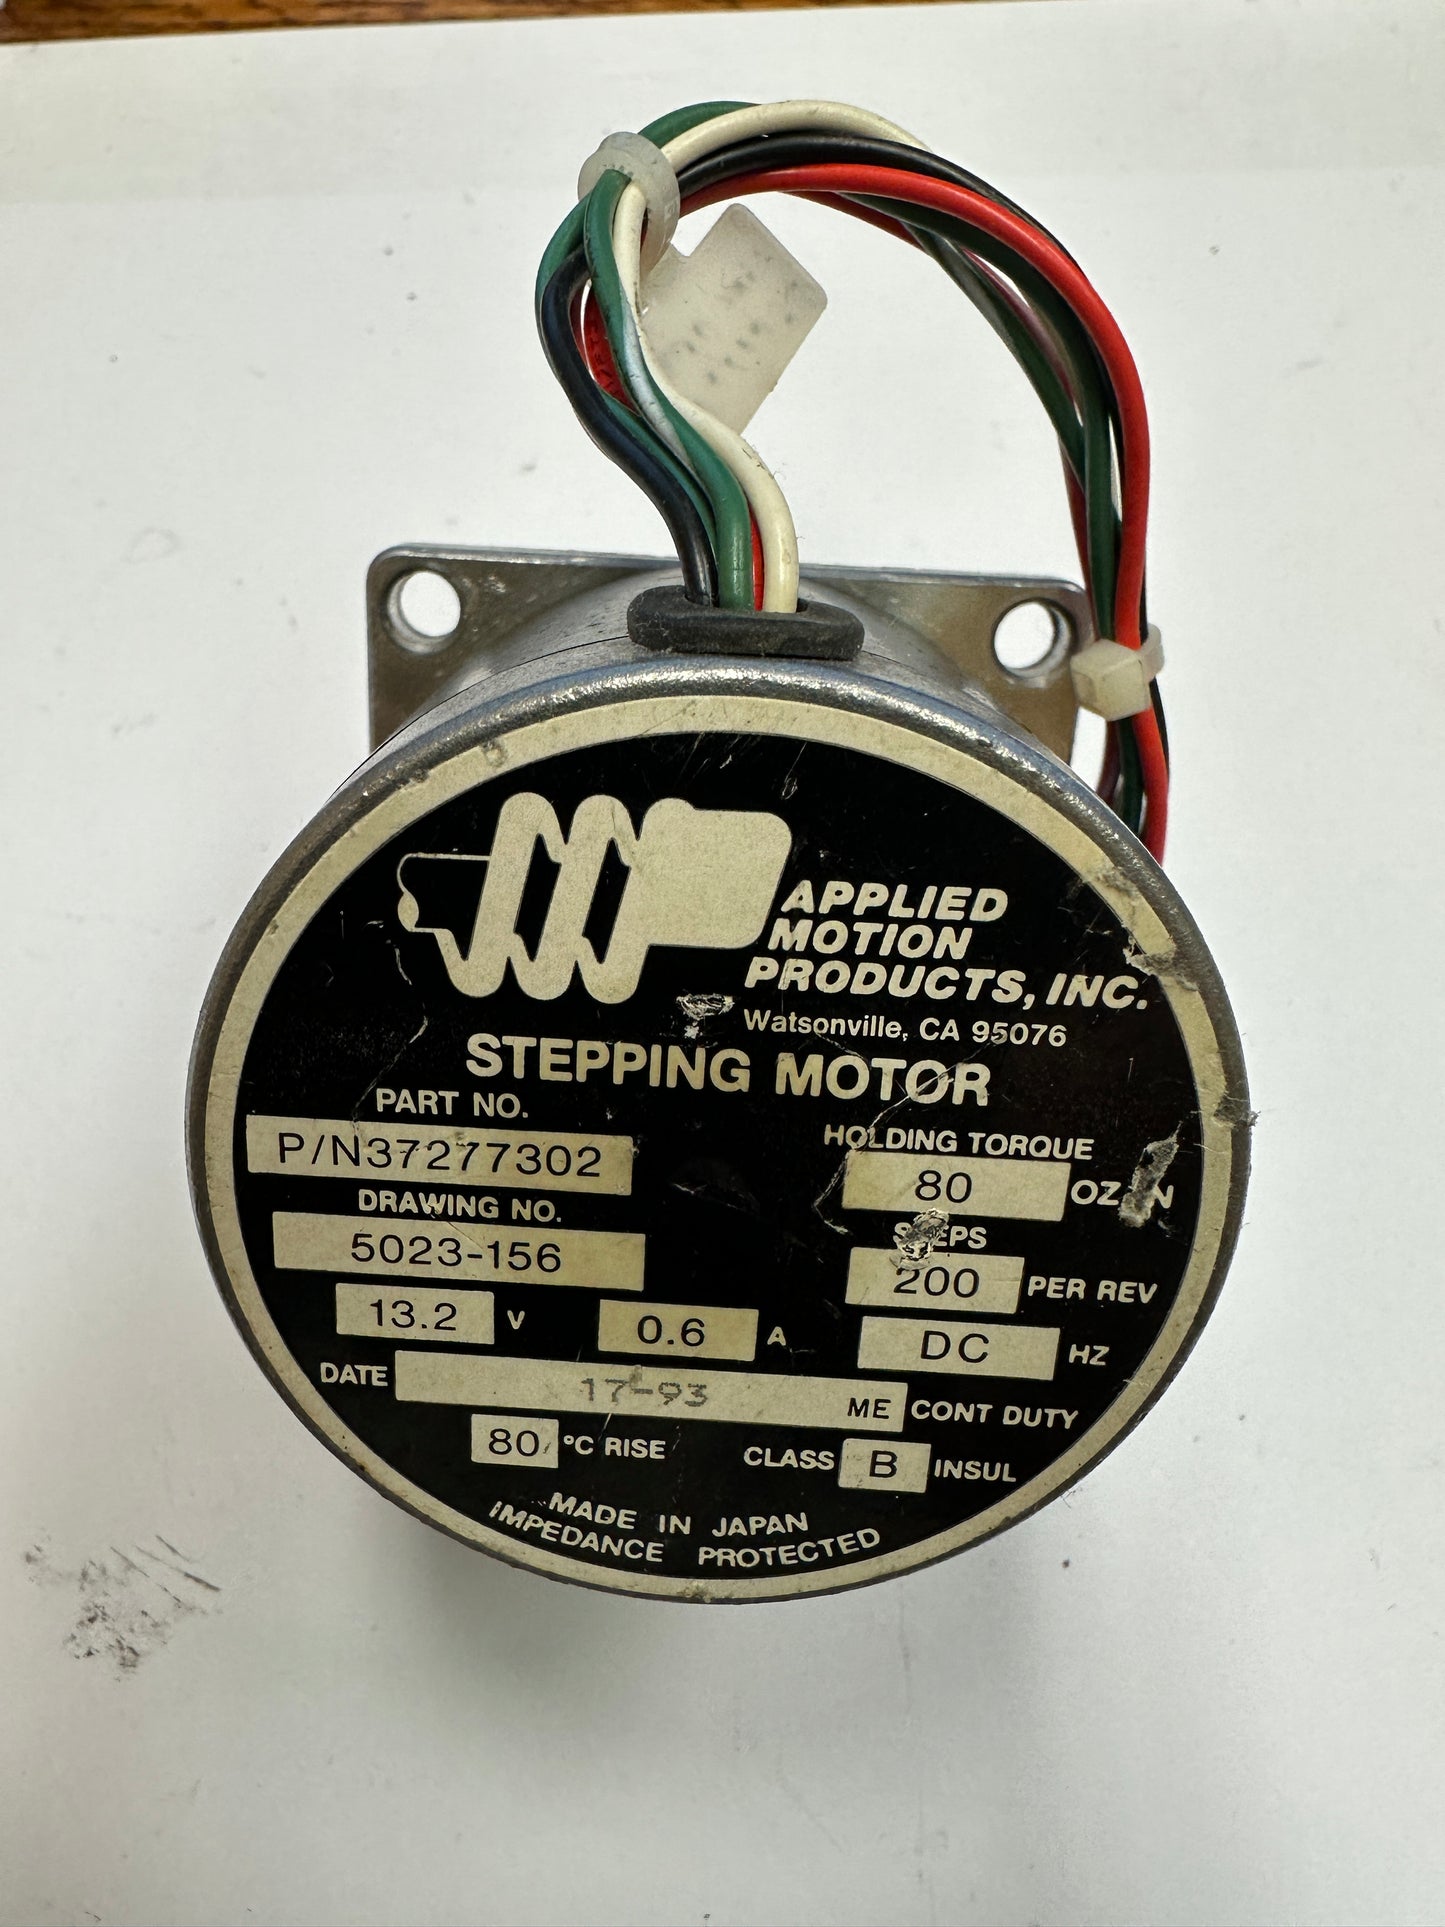 APPLIED
MOTION
PRODUCTS, INC.
Watsonville, CA 95076
STEPPING MOTOR
PART NO.
P/N37277302
DRAWING NO.
5023-156
13.2 V 0.6 A
HOLDING TORQUE
80
STEPS
200 PER REV
DC HZ
DATE 17-93 ME CONT DUTY
80 °C RISE CLASS B INSUL
MADE IN JAPAN
IMPEDANCE PROTECTED